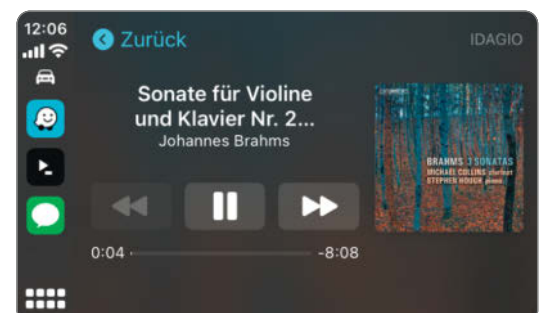 12:06
Zurück
IDAGIO
Sonate für Violine
und Klavier Nr. 2...
Johannes Brahms
BRAHMS 3 SONATAS
MICHAEL COLLINS clarinet
STEPHEN HOUGH piano
0:04
-8:08